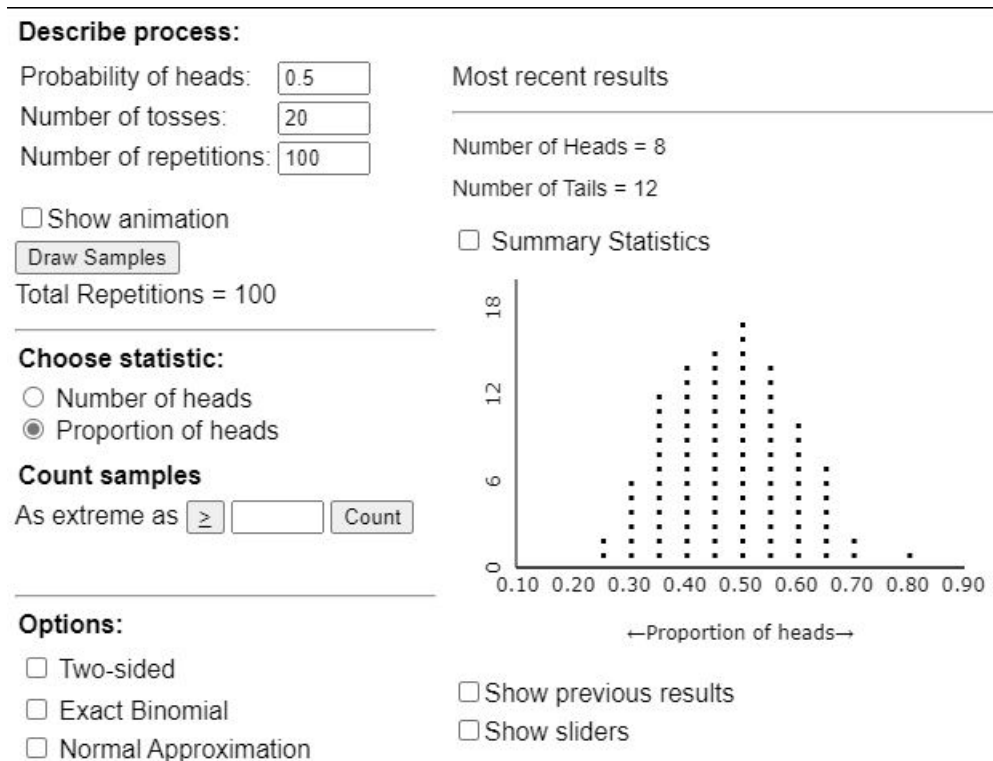 Describe process:
Probability of heads: 0.5
Number of tosses: 20
Number of repetitions: 100
Show animation
Draw Samples
Total Repetitions = 100
Choose statistic:
Number of heads
Proportion of heads
Count samples
As extreme as ≥ Count
Options:
Two-sided
Exact Binomial
Normal Approximation
Most recent results
Number of Heads = 8
Number of Tails = 12
Summary Statistics
18
12
6
0
0.10 0.20 0.30 0.40 0.50 0.60 0.70 0.80 0.90
←Proportion of heads→
Show previous results
Show sliders